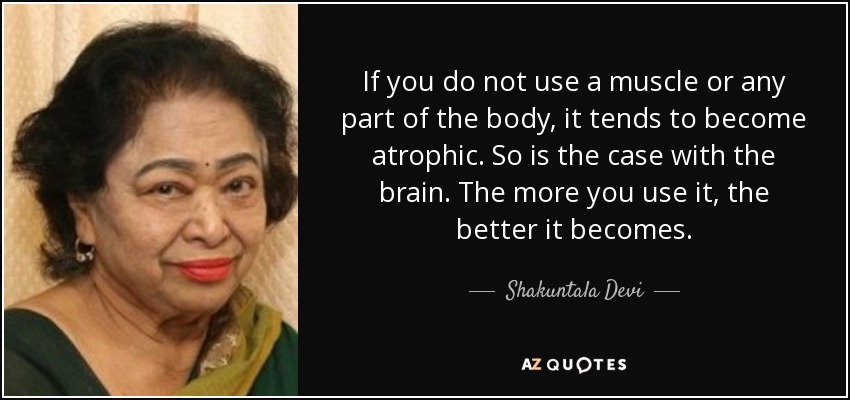 If you do not use a muscle or any
part of the body, it tends to become
atrophic. So is the case with the
brain. The more you use it, the
better it becomes.
Shakuntala Devi
AZ QUOTES